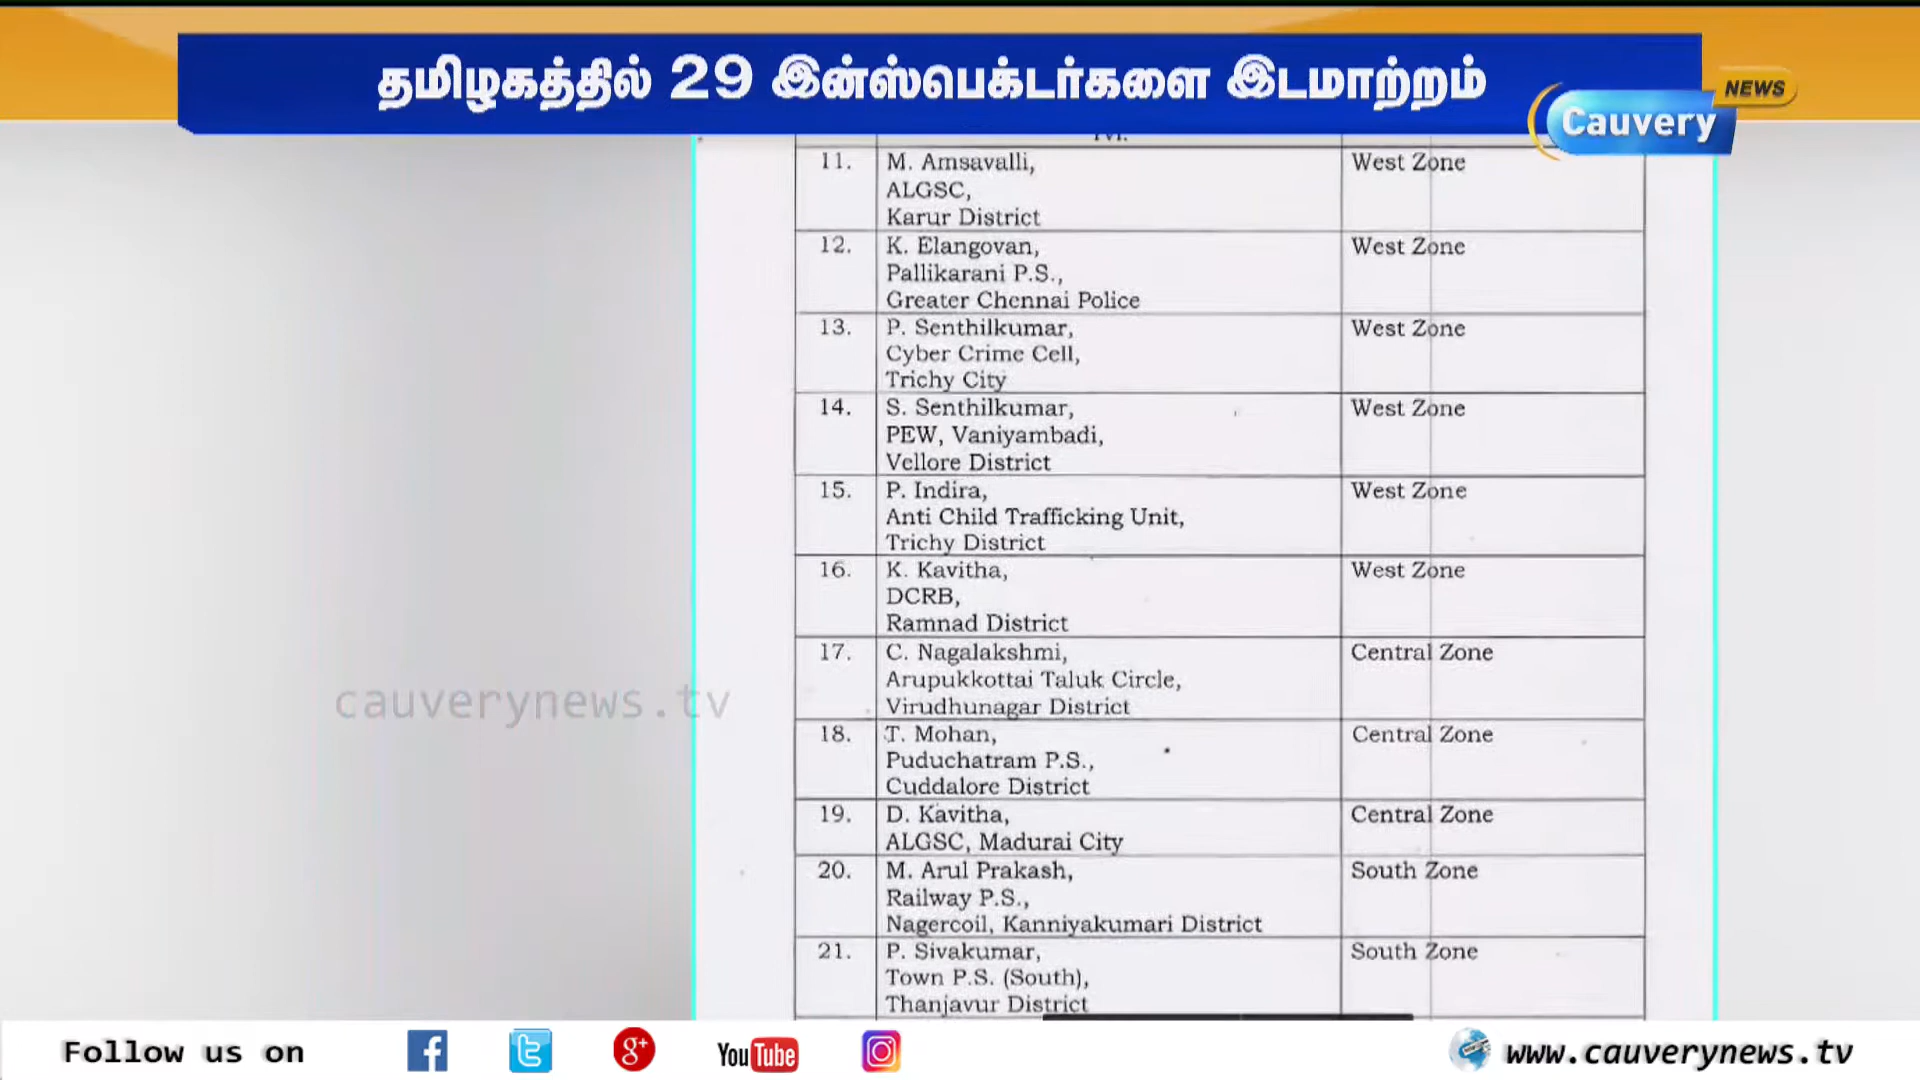 தமிழகத்தில் 29 இன்ஸ்பெக்டர்களை இடமாற்றம்
Cauvery NEWS
11. M. Amsavalli, West Zone
ALGSC,
Karur District
12. K. Elangovan, West Zone
Pallikarani P.S.,
Greater Chennai Police
13. P. Senthilkumar, West Zone
Cyber Crime Cell,
Trichy City
14. S. Senthilkumar, West Zone
PEW, Vaniyambadi,
Vellore District
15. P. Indira, West Zone
Anti Child Trafficking Unit,
Trichy District
16. K. Kavitha, West Zone
DCRB,
Ramnad District
17. C. Nagalakshmi, Central Zone
Arupukkottai Taluk Circle,
Virudhunagar District
18. T. Mohan, Central Zone
Puduchatram P.S.,
Cuddalore District
19. D. Kavitha, Central Zone
ALGSC, Madurai City
20. M. Arul Prakash, South Zone
Railway P.S.,
Nagercoil, Kanniyakumari District
21. P. Sivakumar, South Zone
Town P.S. (South),
Thanjavur District
cauverynews.tv
Follow us on
YouTube
www.cauverynews.tv